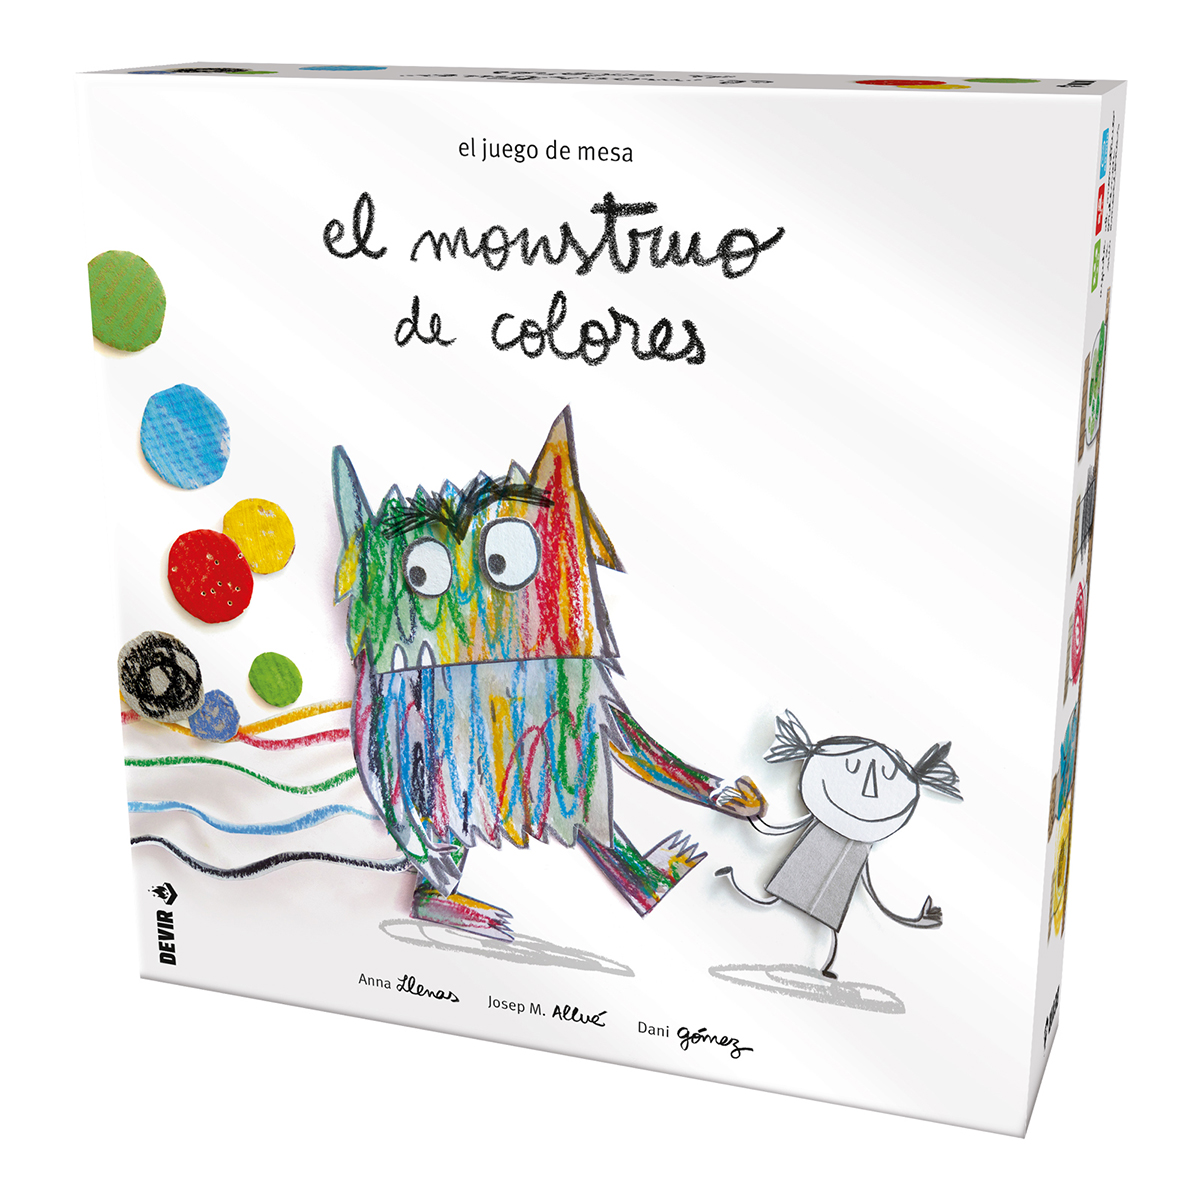 el juego de mesa
el monstruo
de colores
DEVIR
Anna Llenas Josep M. Allué Dani Gómez